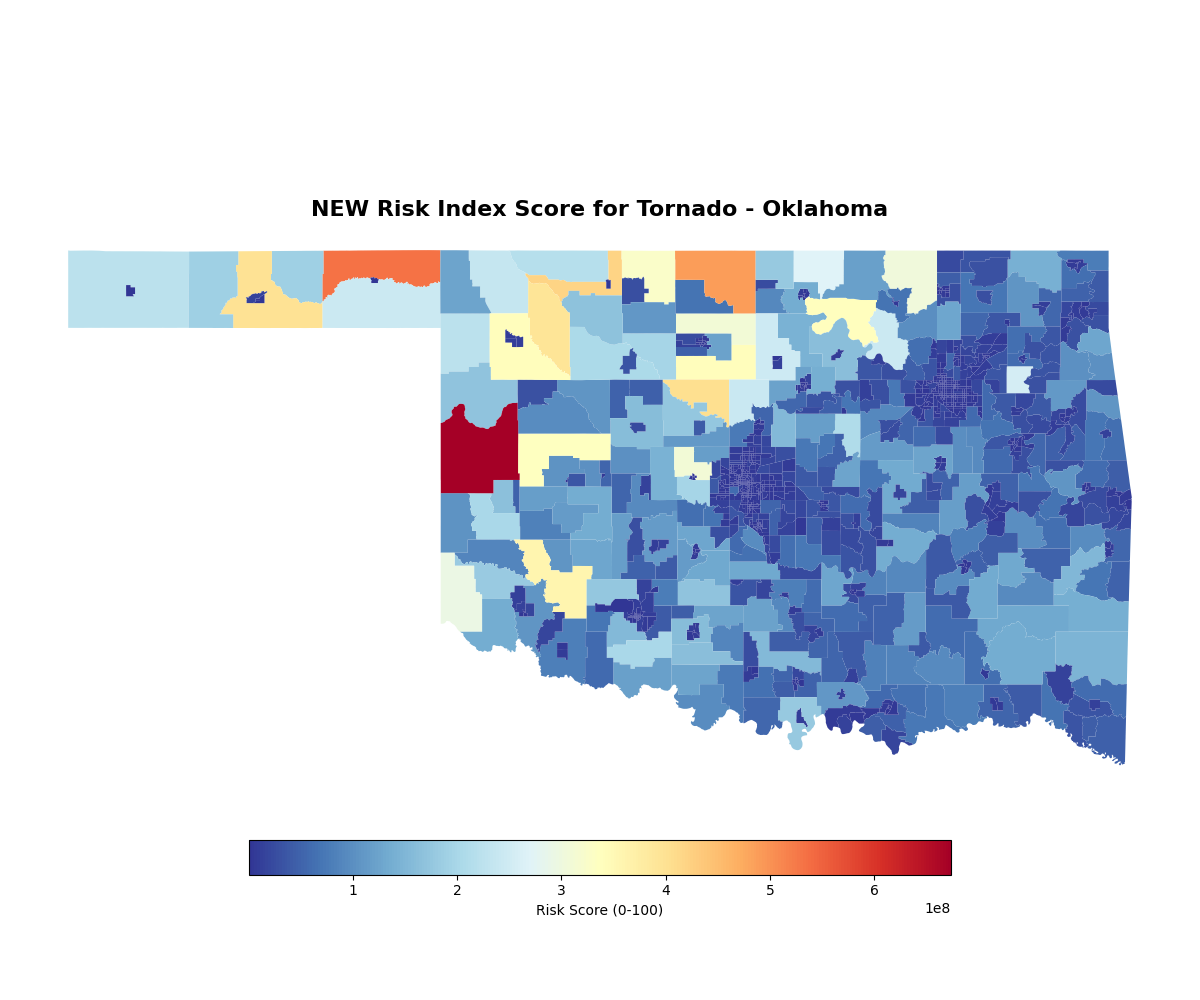 NEW Risk Index Score for Tornado - Oklahoma
1 2 3 4 5 6
1e8
Risk Score (0-100)